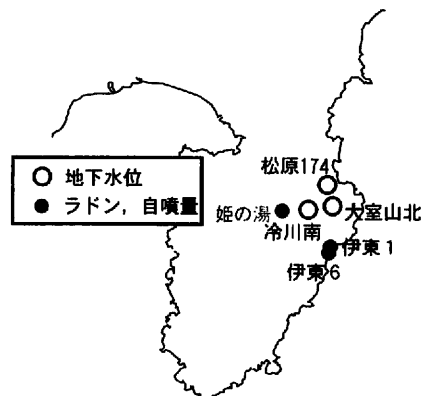 松原174
地下水位
ラドン，自噴量
姫の湯
大室山北
冷川南
伊東1
伊東6